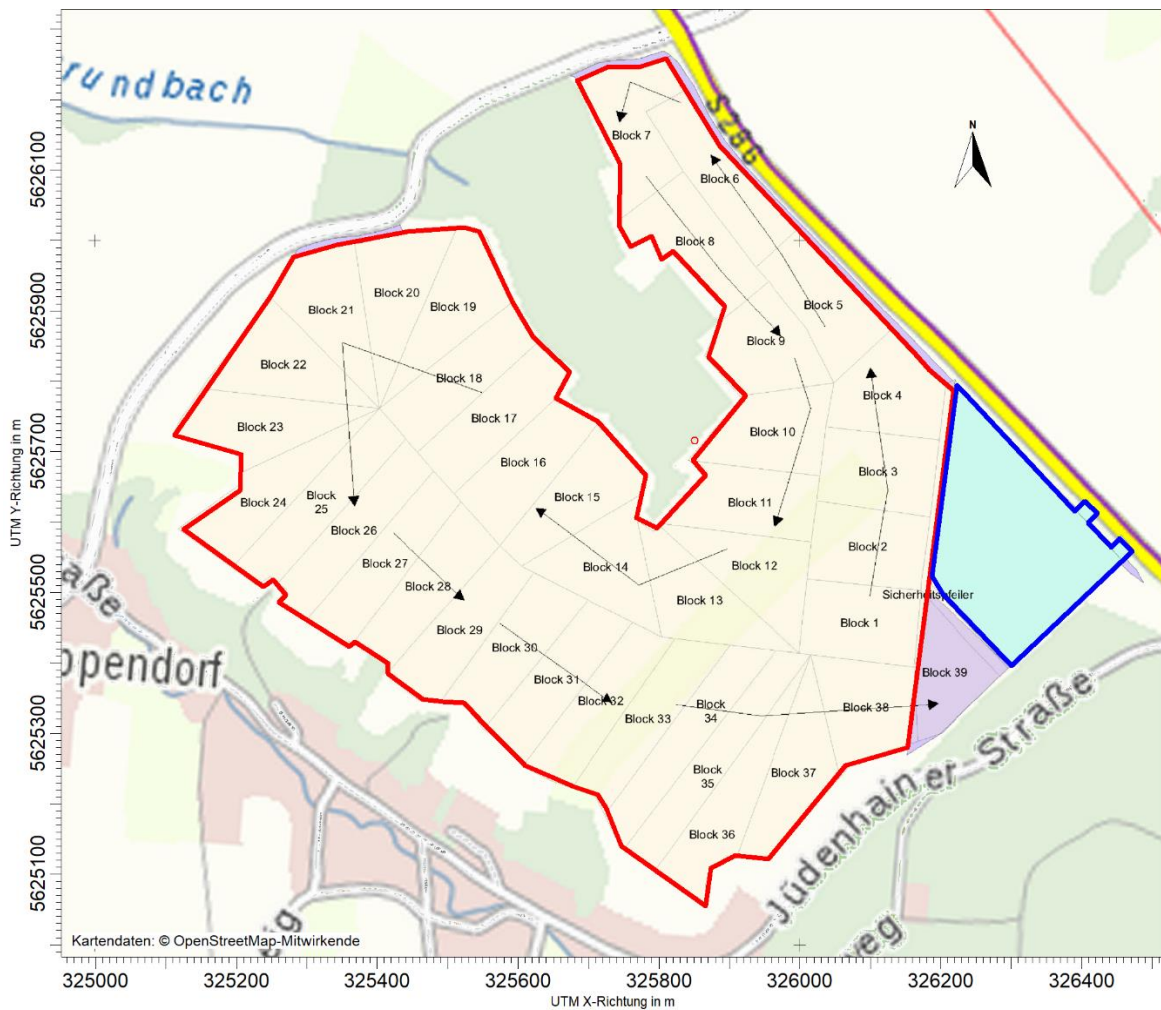 rundbach
S286
N
Block 7
Block 6
Block 8
Block 5
Block 9
Block 20
Block 21
Block 19
Block 22
Block 18
Block 4
Block 17
Block 23
Block 10
Block 16
Block 3
Block 15
Block 24
Block
25
Block 11
Block 26
Block 2
Block 27
Block 14
Block 12
Block 28
Block 13
Sicherheitspfeiler
Block 29
Block 1
Block 30
Block 31
Block 39
Block 32
Block 33
Block
34
Block 38
Block
35
Block 37
Block 36
aße
Straße
ppendorf
Jüdenhainer-Straße
ig
weg
Kartendaten: © OpenStreetMap-Mitwirkende
5626100
5625900
5625700
5625500
5625300
5625100
UTM Y-Richtung in m
325000 325200 325400 325600 325800 326000 326200 326400
UTM X-Richtung in m